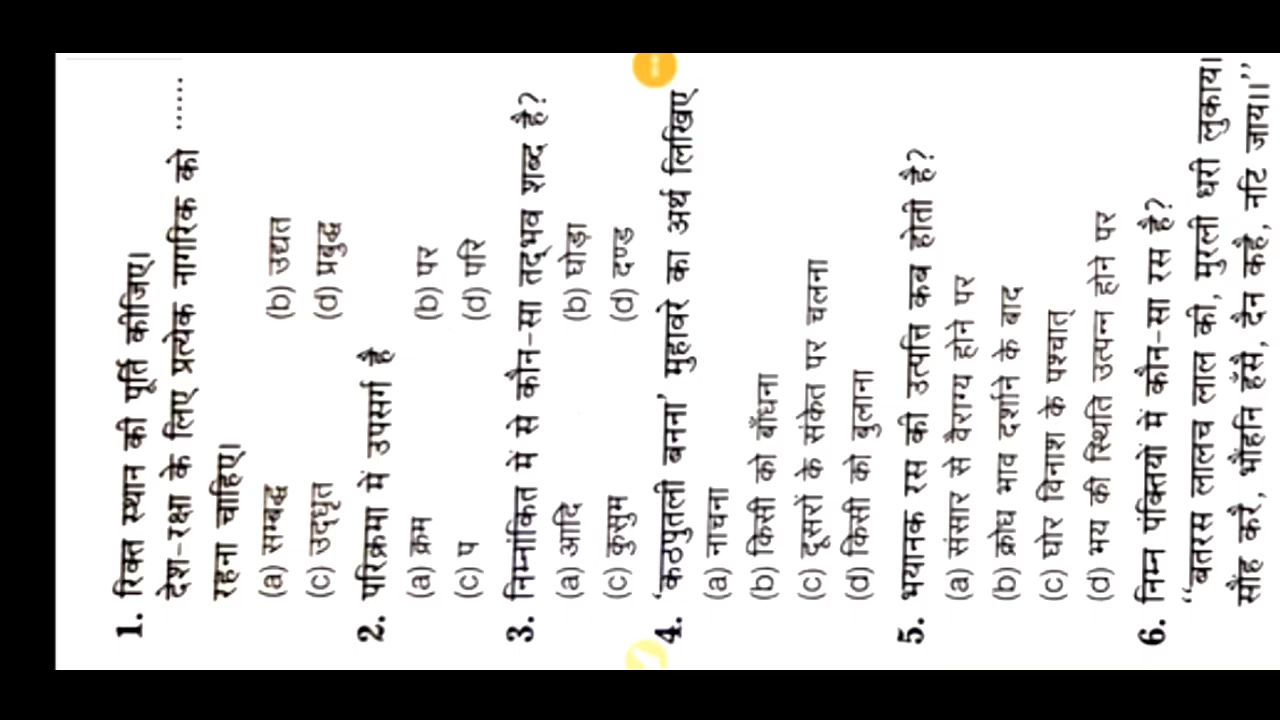 1. रिक्त स्थान की पूर्ति कीजिए।
देश-रक्षा के लिए प्रत्येक नागरिक को ......
रहना चाहिए।
(a) सम्बद्ध (b) उद्यत
(c) उद्धृत (d) प्रबुद्ध
2. परिक्रमा में उपसर्ग है
(a) क्रम (b) पर
(c) प (d) परि
3. निम्नांकित में से कौन-सा तद्भव शब्द है?
(a) आदि (b) घोड़ा
(c) कुसुम (d) दण्ड
4. 'कठपुतली बनना' मुहावरे का अर्थ लिखिए
(a) नाचना
(b) किसी को बाँधना
(c) दूसरों के संकेत पर चलना
(d) किसी को बुलाना
5. भयानक रस की उत्पत्ति कब होती है?
(a) संसार से वैराग्य होने पर
(b) क्रोध भाव दर्शाने के बाद
(c) घोर विनाश के पश्चात्
(d) भय की स्थिति उत्पन्न होने पर
6. निम्न पंक्तियों में कौन-सा रस है?
"बतरस लालच लाल की, मुरली धरी लुकाय।
सौंह करै, भौंहनि हँसै, दैन कहै, नटि जाय।।"